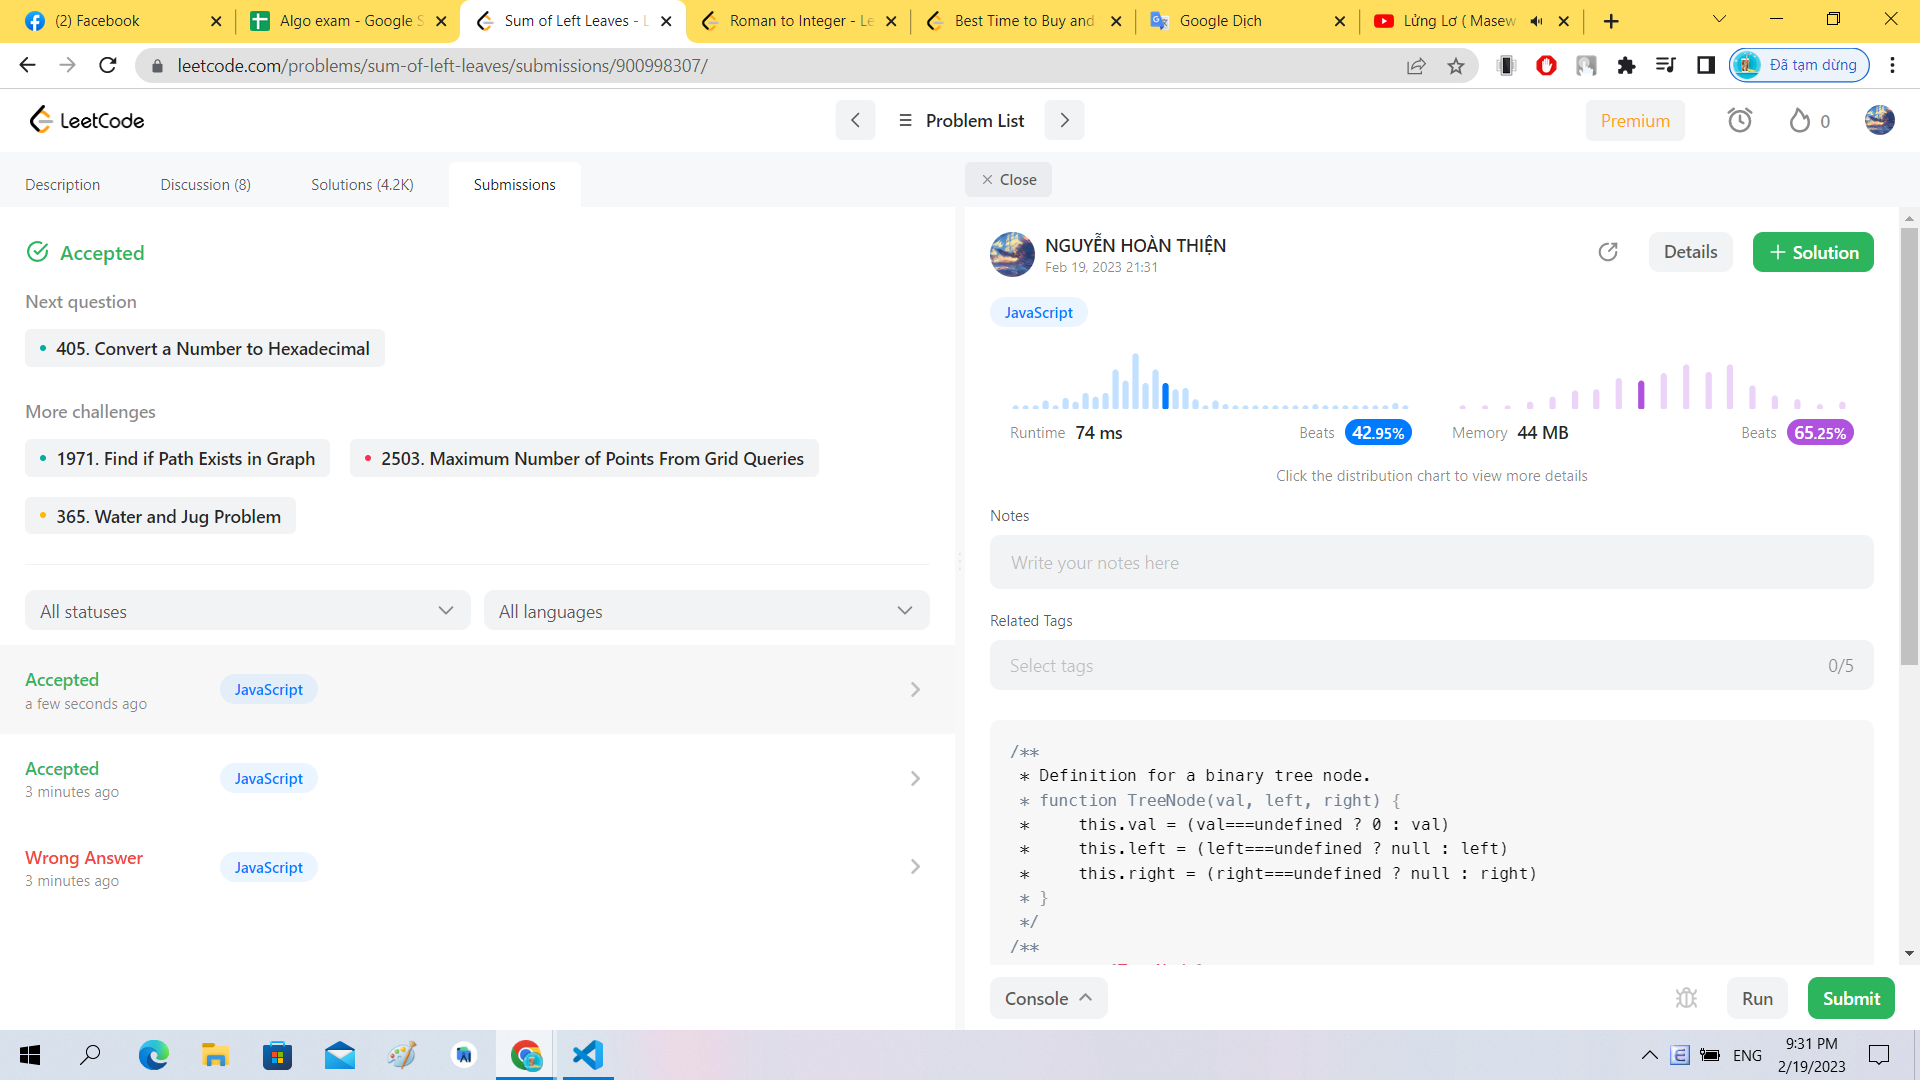 (2) Facebook
Algo exam - Google S
Sum of Left Leaves - L
Roman to Integer - Le
Best Time to Buy and
Google Dịch
Lửng Lơ ( Masew
leetcode.com/problems/sum-of-left-leaves/submissions/900998307/
Đã tạm dừng
LeetCode
Problem List
Premium
0
Description
Discussion (8)
Solutions (4.2K)
Submissions
Close
Accepted
Next question
405. Convert a Number to Hexadecimal
More challenges
1971. Find if Path Exists in Graph
2503. Maximum Number of Points From Grid Queries
365. Water and Jug Problem
All statuses
All languages
Accepted
a few seconds ago
JavaScript
Accepted
3 minutes ago
JavaScript
Wrong Answer
3 minutes ago
JavaScript
NGUYỄN HOÀN THIỆN
Feb 19, 2023 21:31
Details
Solution
JavaScript
Runtime 74 ms
Beats 42.95%
Memory 44 MB
Beats 65.25%
Click the distribution chart to view more details
Notes
Write your notes here
Related Tags
Select tags
0/5
/**
 * Definition for a binary tree node.
 * function TreeNode(val, left, right) {
 *     this.val = (val===undefined ? 0 : val)
 *     this.left = (left===undefined ? null : left)
 *     this.right = (right===undefined ? null : right)
 * }
 */
/**
Console
Run
Submit
ENG
9:31 PM
2/19/2023